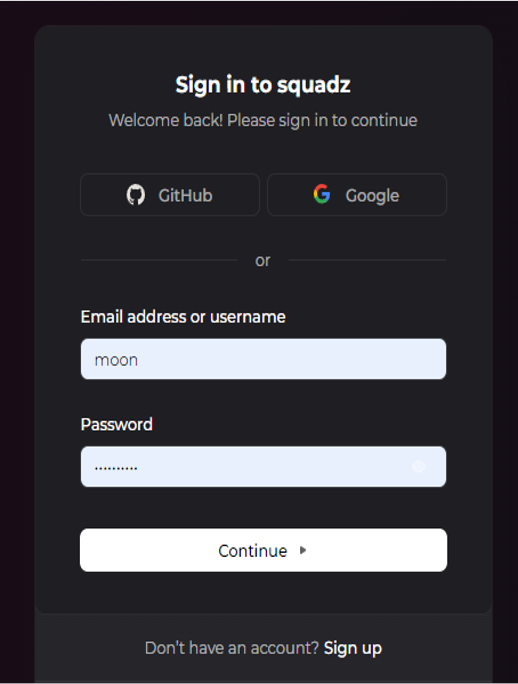 Sign in to squadz
Welcome back! Please sign in to continue
GitHub Google
or
Email address or username
moon
Password
••••••••••
Continue
Don't have an account? Sign up